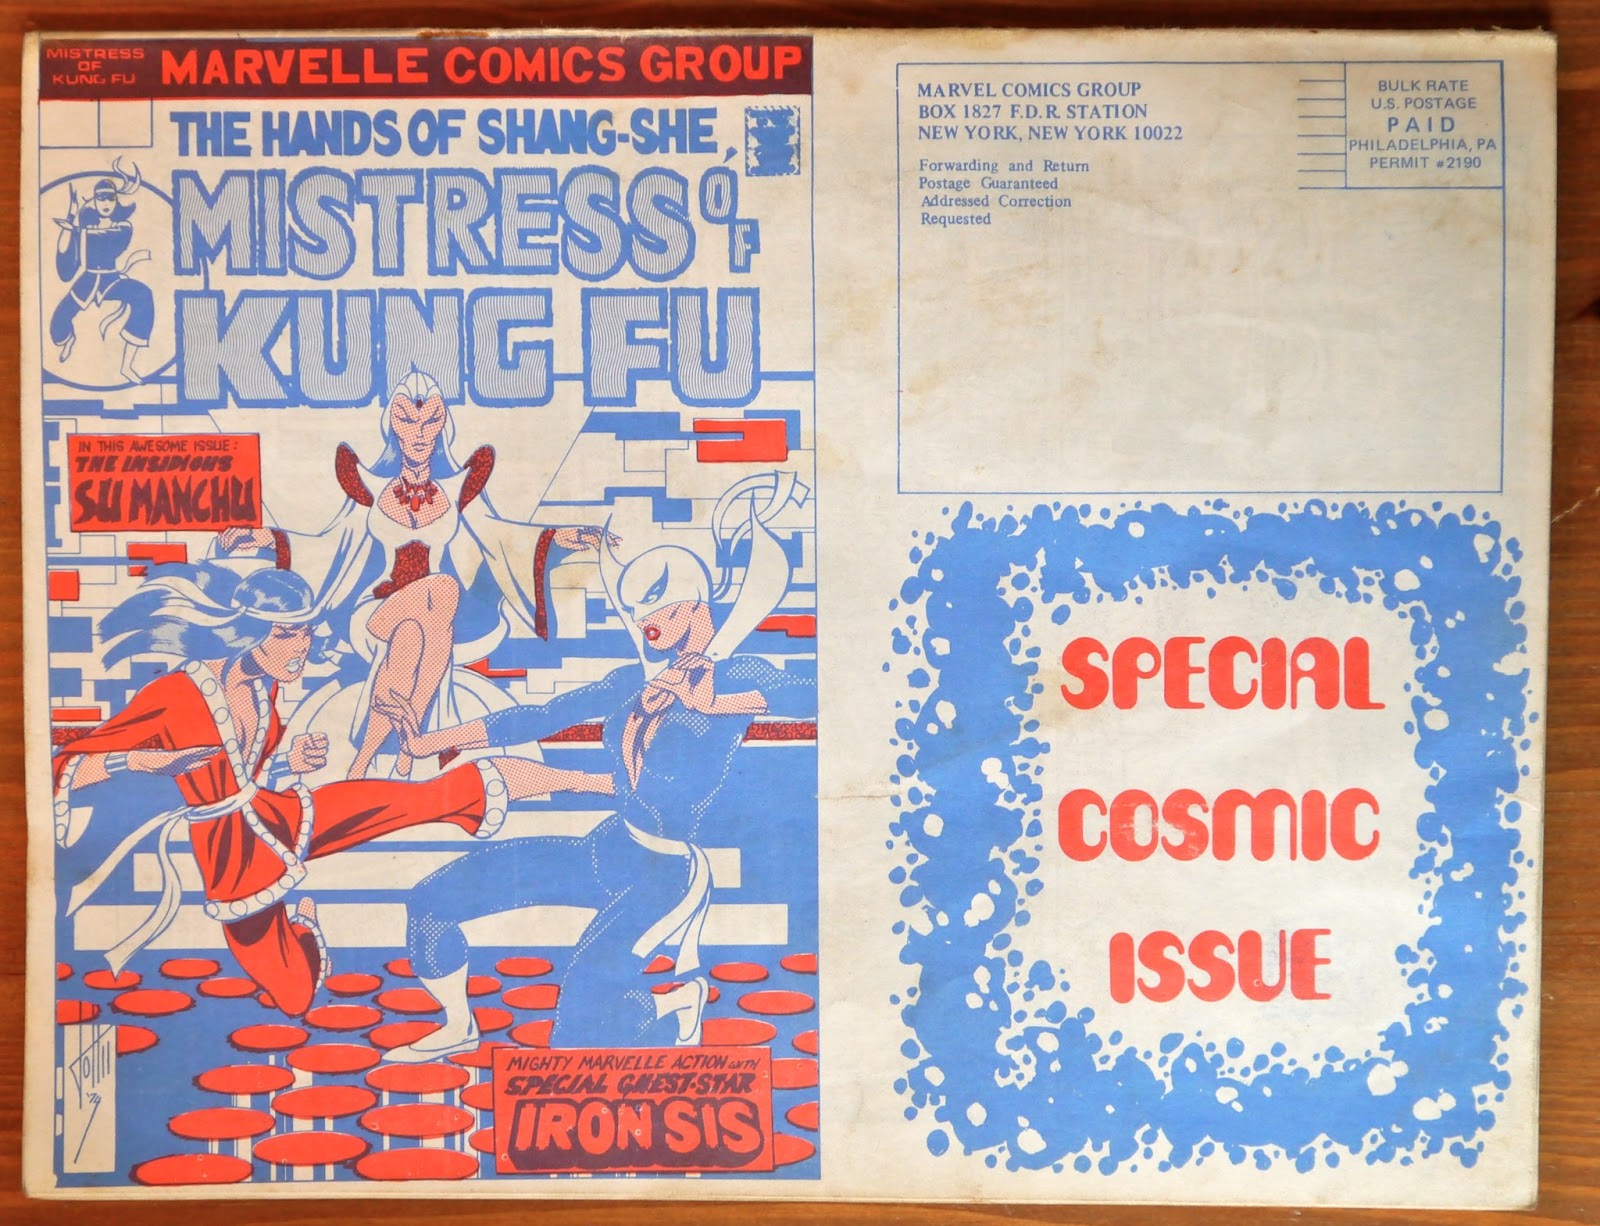 MISTRESS
OF
KUNG FU
MARVELLE COMICS GROUP
THE HANDS OF SHANG-SHE,
MISTRESS OF
KUNG FU
IN THIS AWESOME ISSUE:
THE INSIDIOUS
SU MANCHU
'74
MIGHTY MARVELLE ACTION WITH
SPECIAL GUEST-STAR
IRON SIS
MARVEL COMICS GROUP
BOX 1827 F.D.R. STATION
NEW YORK, NEW YORK 10022
Forwarding and Return
Postage Guaranteed
Addressed Correction
Requested
BULK RATE
U.S. POSTAGE
PAID
PHILADELPHIA, PA
PERMIT #2190
SPECIAL
COSMIC
ISSUE